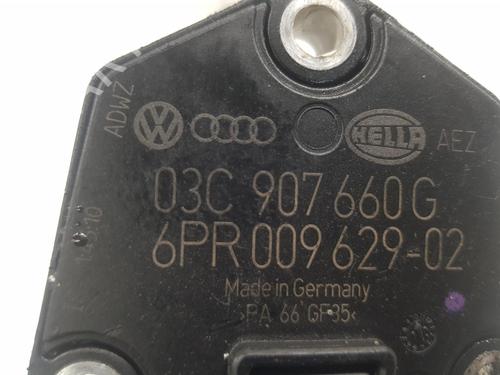 ADWZ
HELLA
AEZ
03C 907 660 G
6PR 009 629-02
Made in Germany
>PA 66 GF35<